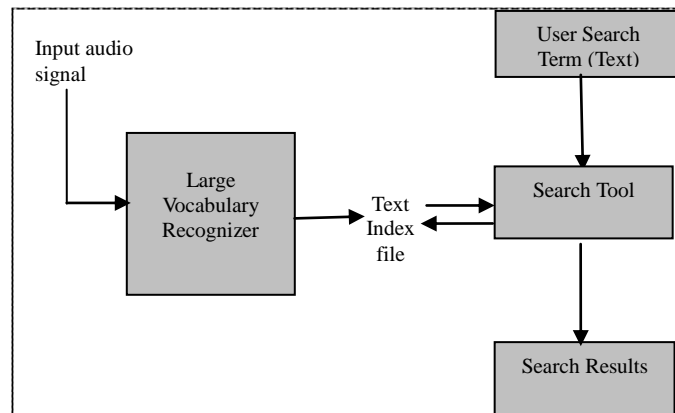 Input audio
signal
User Search
Term (Text)
Large
Vocabulary
Recognizer
Text
Index
file
Search Tool
Search Results